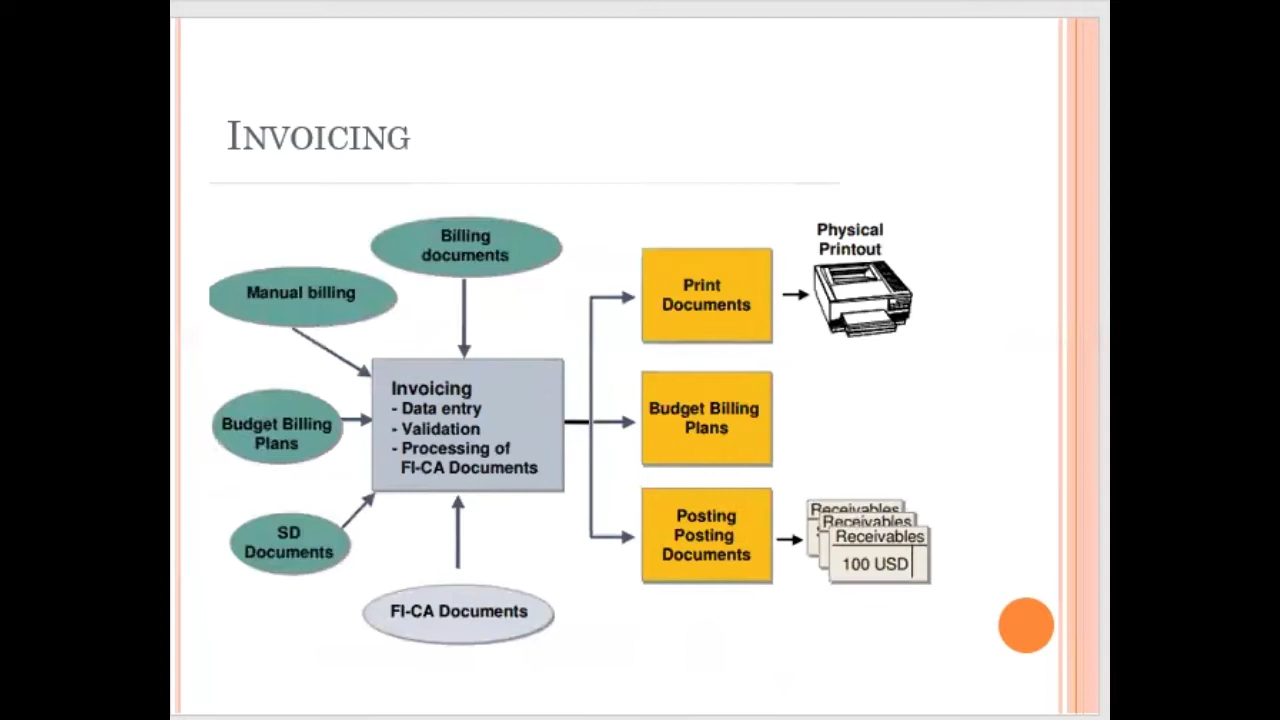 INVOICING
Billing
documents
Manual billing
Budget Billing
Plans
SD
Documents
FI-CA Documents
Invoicing
- Data entry
- Validation
- Processing of
FI-CA Documents
Print
Documents
Budget Billing
Plans
Posting
Posting
Documents
Physical
Printout
Receivables
Receivables
Receivables
100 USD